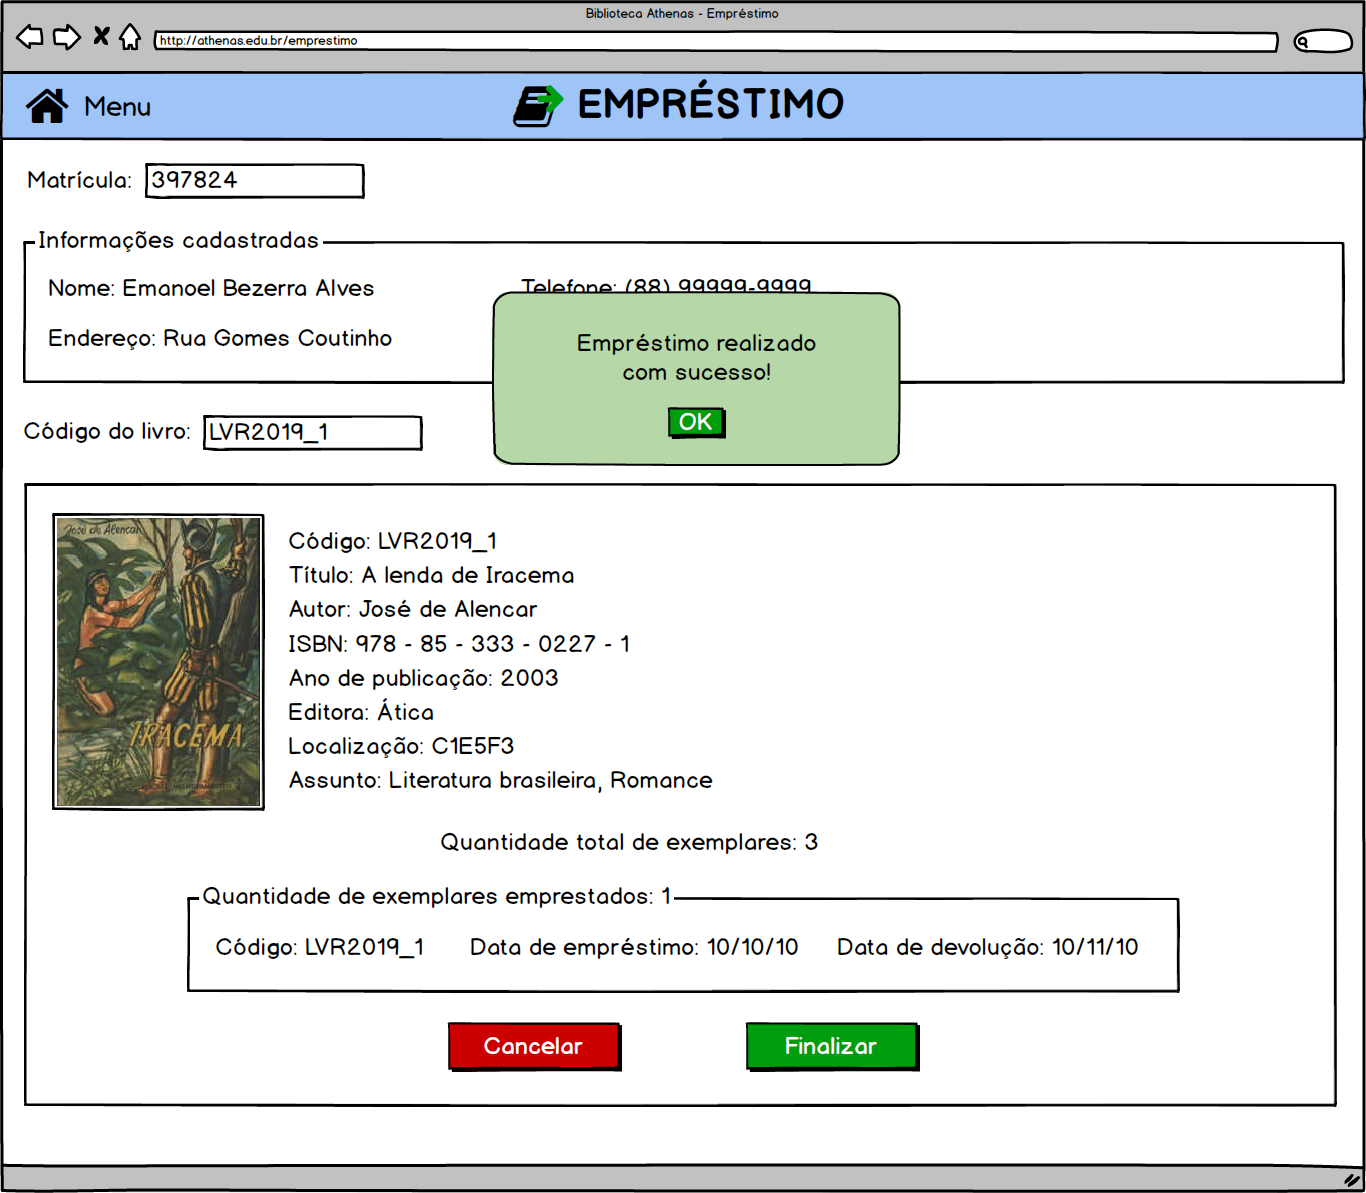 Biblioteca Athenas - Empréstimo
http://athenas.edu.br/emprestimo
Menu
EMPRÉSTIMO
Matrícula: 397824
Informações cadastradas
Nome: Emanoel Bezerra Alves
Telefone: (88) 99999-9999
Endereço: Rua Gomes Coutinho
Empréstimo realizado
com sucesso!
OK
Código do livro: LVR2019_1
José de Alencar
IRACEMA
Código: LVR2019_1
Título: A lenda de Iracema
Autor: José de Alencar
ISBN: 978 - 85 - 333 - 0227 - 1
Ano de publicação: 2003
Editora: Ática
Localização: C1E5F3
Assunto: Literatura brasileira, Romance
Quantidade total de exemplares: 3
Quantidade de exemplares emprestados: 1
Código: LVR2019_1 Data de empréstimo: 10/10/10 Data de devolução: 10/11/10
Cancelar
Finalizar